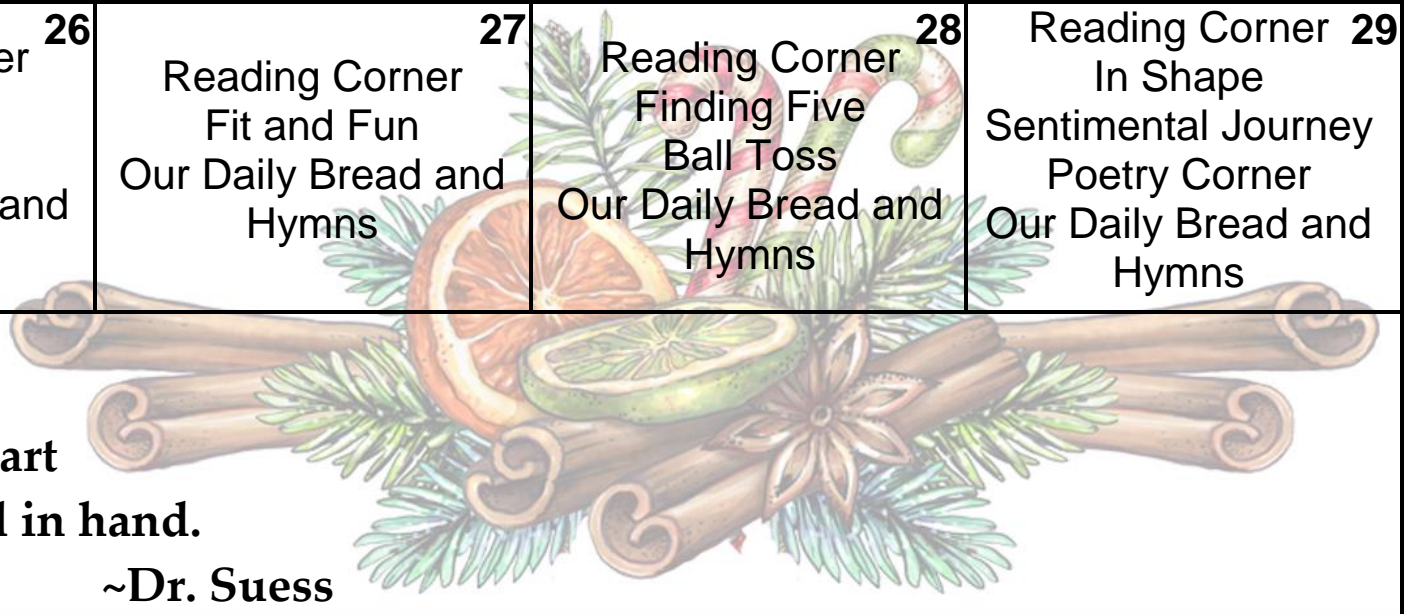 26
er
and
27
Reading Corner
Fit and Fun
Our Daily Bread and
Hymns
28
Reading Corner
Finding Five
Ball Toss
Our Daily Bread and
Hymns
Reading Corner 29
In Shape
Sentimental Journey
Poetry Corner
Our Daily Bread and
Hymns
art
in hand.
~Dr. Suess